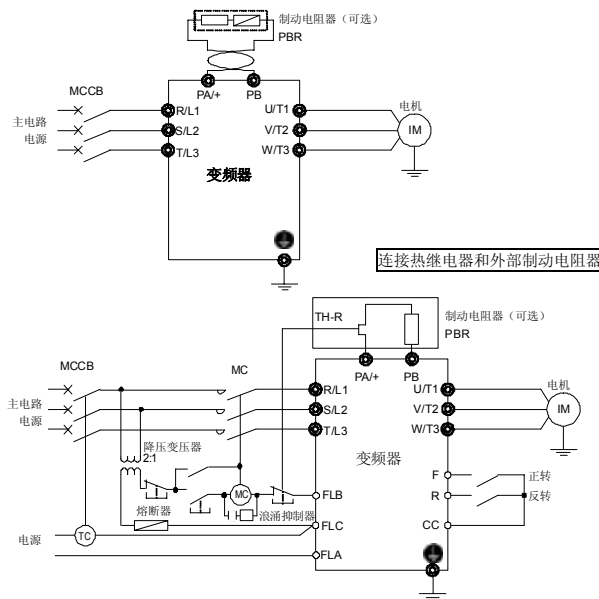 制动电阻器（可选）
PBR
MCCB
PA/+
PB
主电路
电源
R/L1
S/L2
T/L3
U/T1
V/T2
W/T3
电机
IM
变频器
连接热继电器和外部制动电阻器
TH-R
制动电阻器（可选）
PBR
MCCB
MC
PA/+
PB
主电路
电源
R/L1
S/L2
T/L3
U/T1
V/T2
W/T3
电机
IM
降压变压器
2:1
变频器
F
正转
R
反转
CC
MC
FLB
熔断器
浪涌抑制器
FLC
电源
TC
FLA